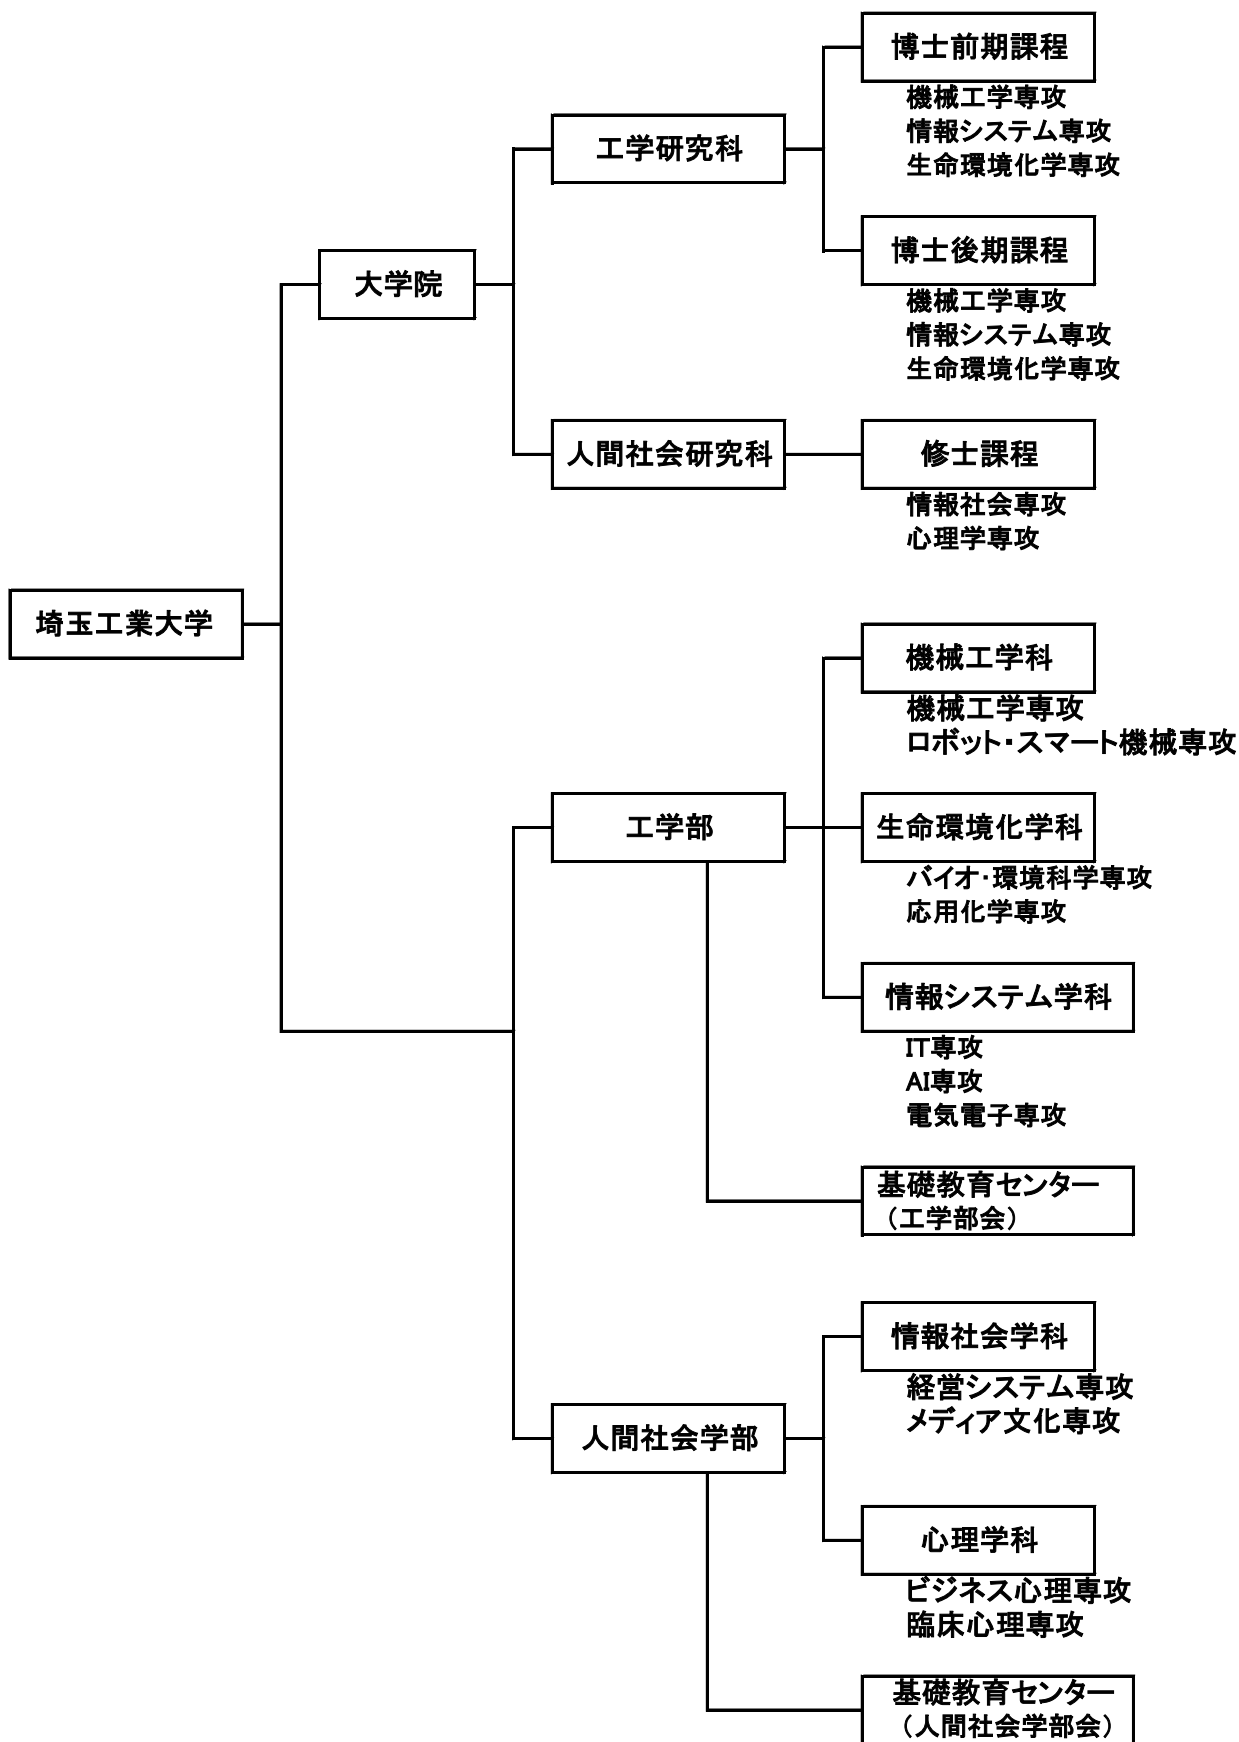 博士前期課程
機械工学専攻
情報システム専攻
生命環境化学専攻
工学研究科
博士後期課程
機械工学専攻
情報システム専攻
生命環境化学専攻
大学院
人間社会研究科
修士課程
情報社会専攻
心理学専攻
埼玉工業大学
機械工学科
機械工学専攻
ロボット・スマート機械専攻
工学部
生命環境化学科
バイオ・環境科学専攻
応用化学専攻
情報システム学科
IT専攻
AI専攻
電気電子専攻
基礎教育センター
（工学部会）
情報社会学科
経営システム専攻
メディア文化専攻
人間社会学部
心理学科
ビジネス心理専攻
臨床心理専攻
基礎教育センター
（人間社会学部会）